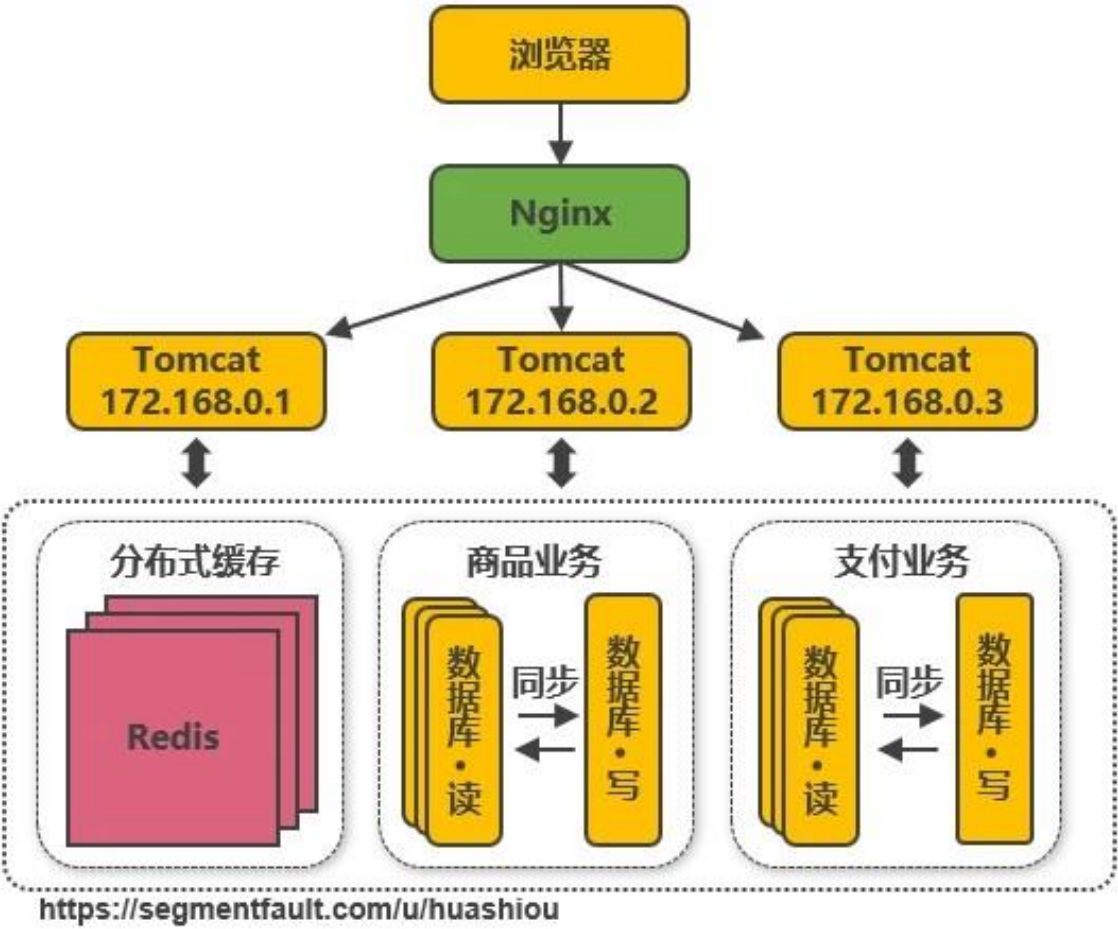 浏览器
Nginx
Tomcat
172.168.0.1
Tomcat
172.168.0.2
Tomcat
172.168.0.3
分布式缓存
Redis
商品业务
数据库·读
同步
数据库·写
支付业务
数据库·读
同步
数据库·写
https://segmentfault.com/u/huashiou